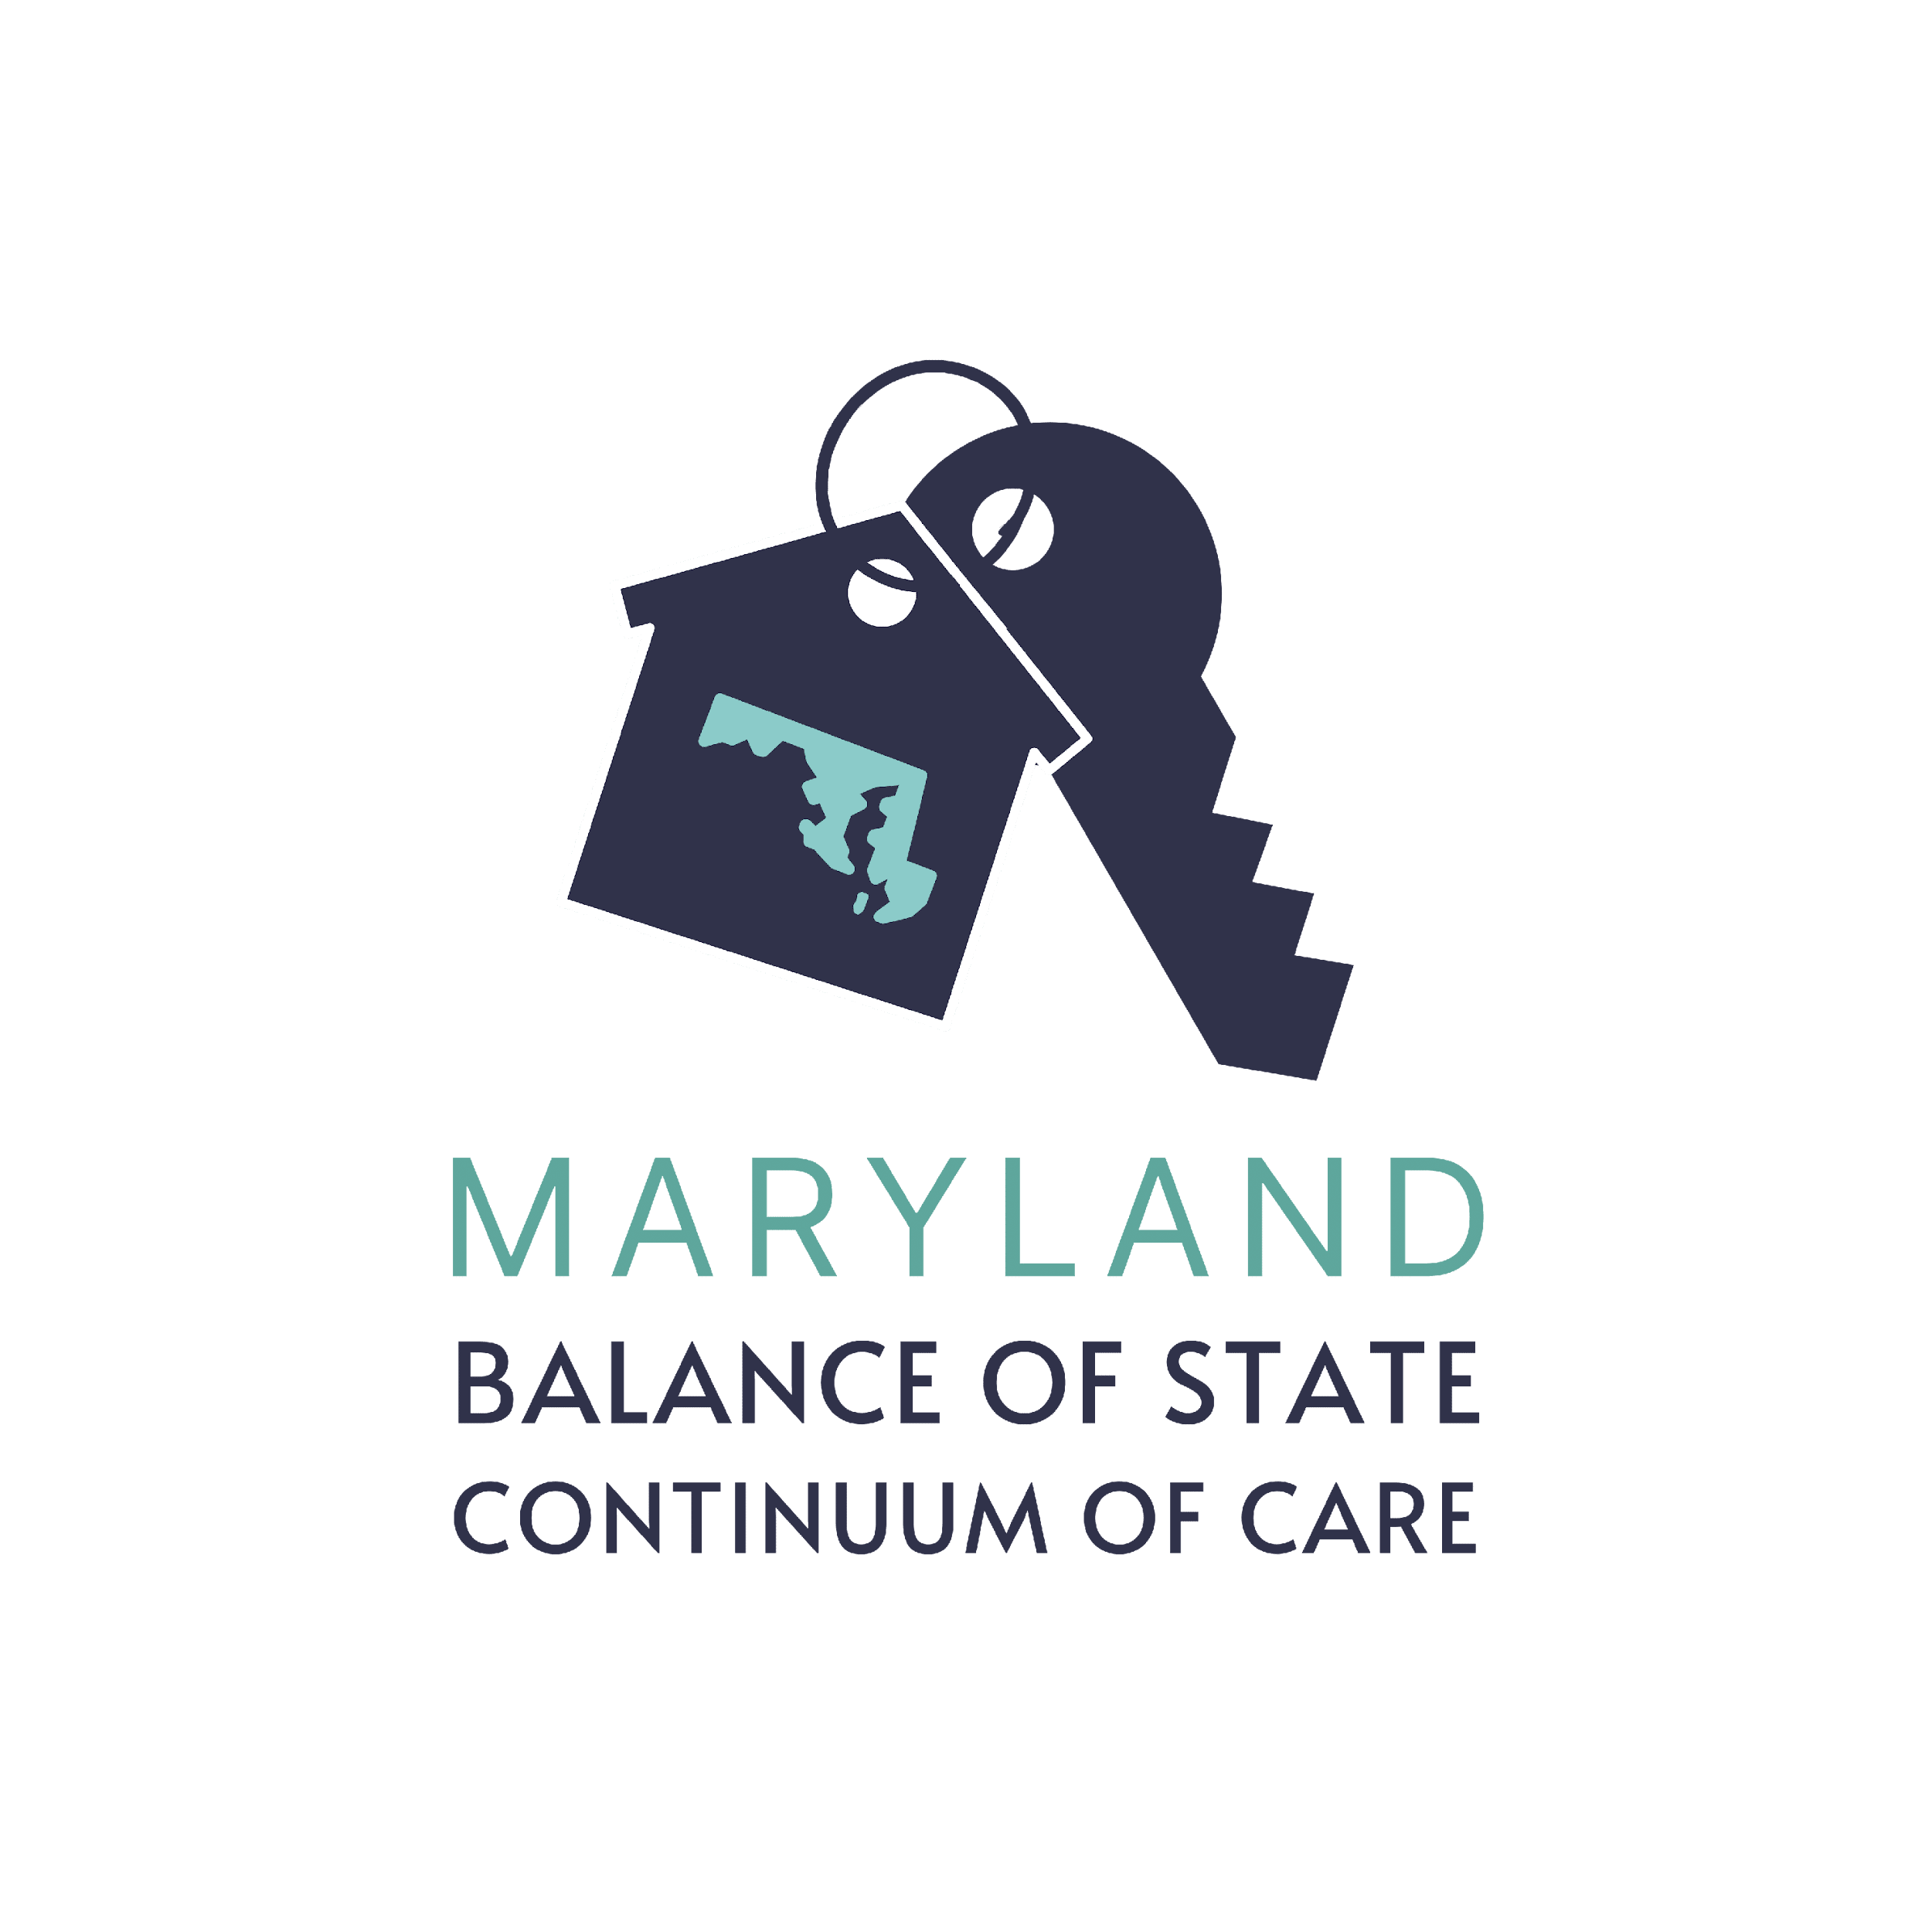 MARYLAND
BALANCE OF STATE
CONTINUUM OF CARE